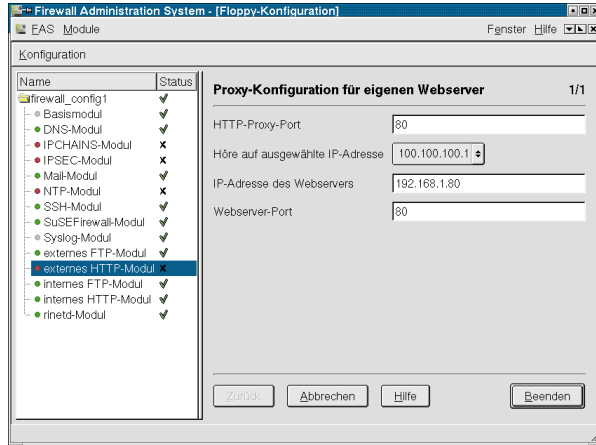 Firewall Administration System - [Floppy-Konfiguration]
FAS Module Fenster Hilfe
Konfiguration
Name Status
firewall_config1
Basismodul
DNS-Modul
IPCHAINS-Modul x
IPSEC-Modul x
Mail-Modul
NTP-Modul x
SSH-Modul
SuSEFirewall-Modul
Syslog-Modul
externes FTP-Modul
externes HTTP-Modul x
internes FTP-Modul
internes HTTP-Modul
rinetd-Modul
Proxy-Konfiguration für eigenen Webserver 1/1
HTTP-Proxy-Port 80
Höre auf ausgewählte IP-Adresse 100.100.100.1
IP-Adresse des Webservers 192.168.1.80
Webserver-Port 80
Zurück Abbrechen Hilfe Beenden